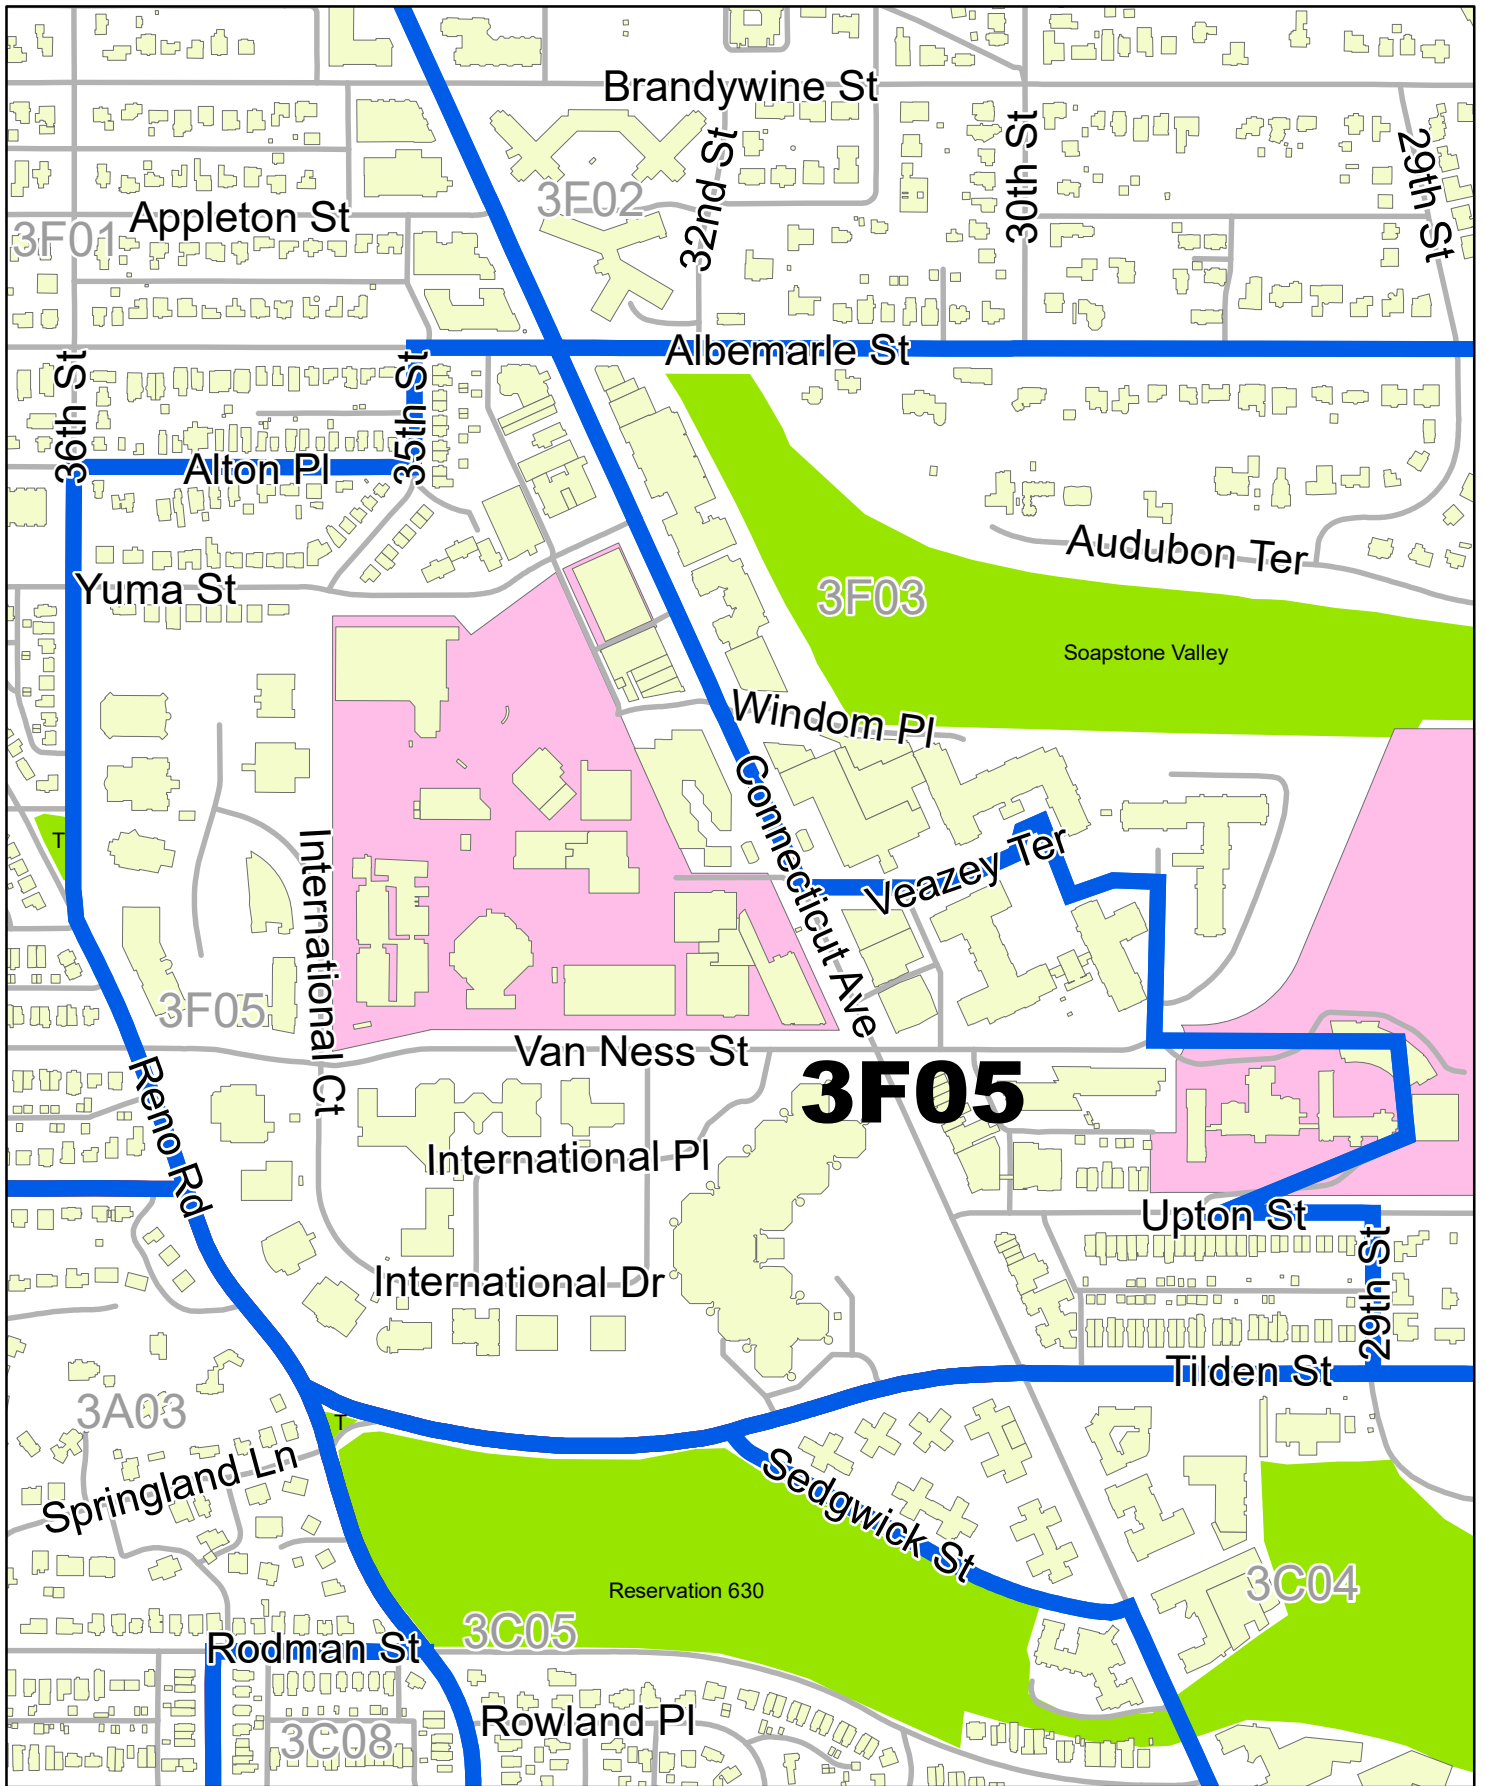 Brandywine St
32nd St
30th St
29th St
3F02
Appleton St
3F01
Albemarle St
36th St
35th St
Alton Pl
Audubon Ter
Yuma St
3F03
Soapstone Valley
Windom Pl
Connecticut Ave
T
Veazey Ter
International Ct
3F05
Van Ness St
3F05
Reno Rd
International Pl
Upton St
29th St
International Dr
Tilden St
3A03
T
Springland Ln
Sedgwick St
Reservation 630
3C04
3C05
Rodman St
Rowland Pl
3C08